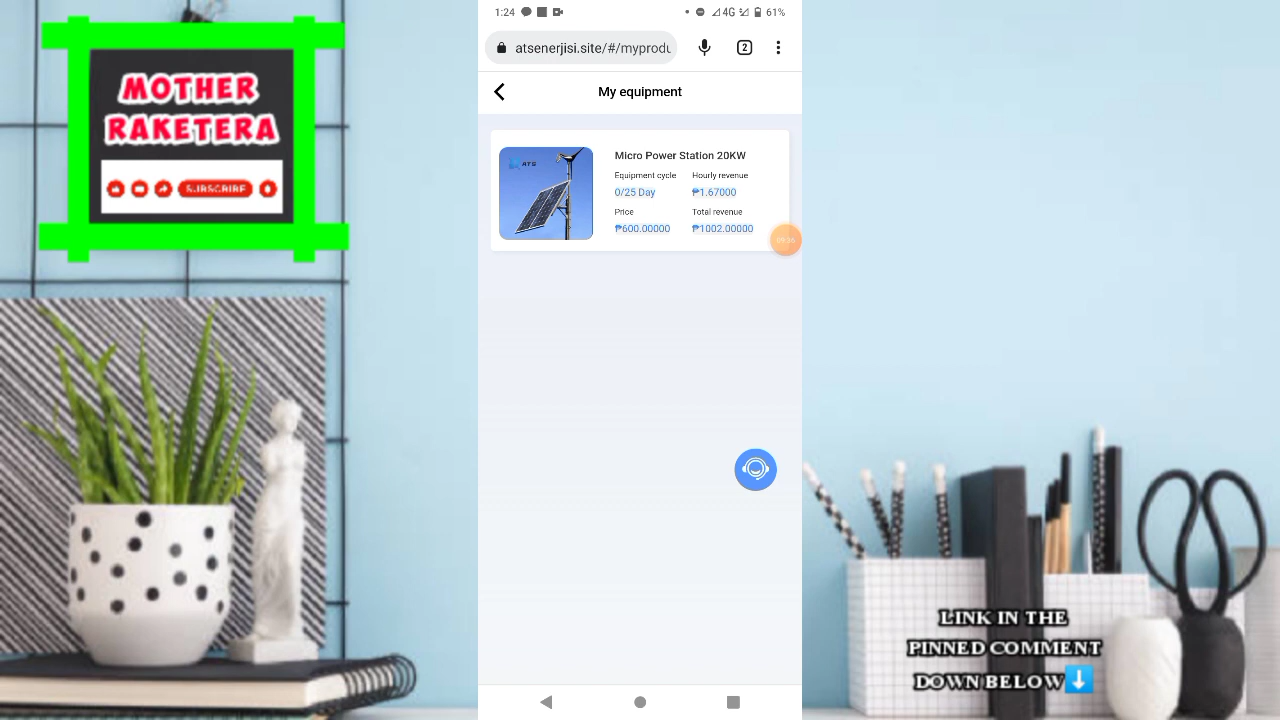 MOTHER
RAKETERA
SUBSCRIBE
1:24
4G
61%
atsenerjisi.site/#/myprodu
2
My equipment
ATS
Micro Power Station 20KW
Equipment cycle Hourly revenue
0/25 Day ₱1.67000
Price Total revenue
₱600.00000 ₱1002.00000
LINK IN THE
PINNED COMMENT
DOWN BELOW